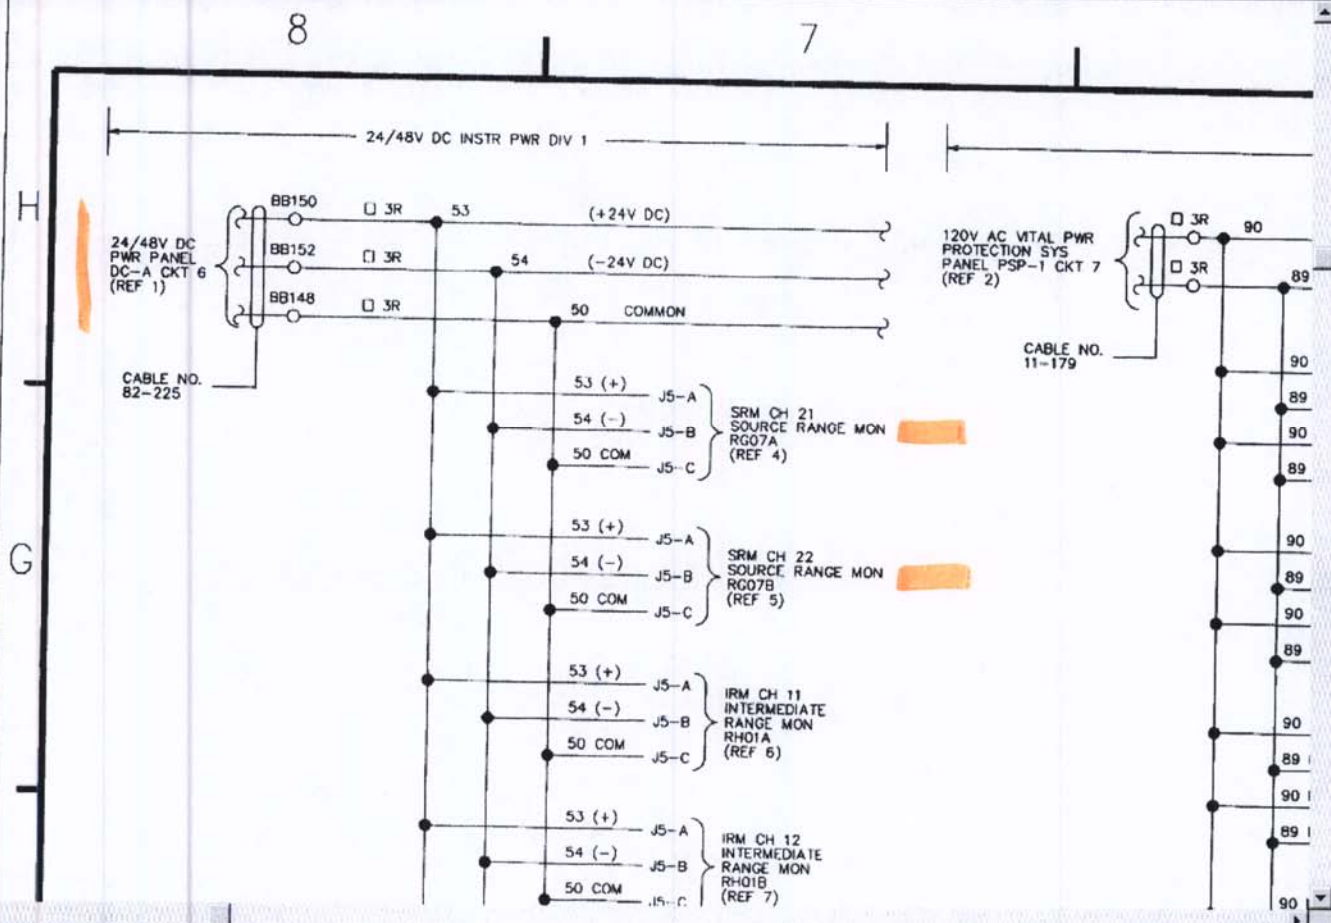 8
7
24/48V DC INSTR PWR DIV 1
H
BB150
□ 3R
53
(+24V DC)
24/48V DC
PWR PANEL
DC-A CKT 6
(REF 1)
BB152
□ 3R
54
(-24V DC)
BB148
□ 3R
50
COMMON
CABLE NO.
82-225
120V AC VITAL PWR
PROTECTION SYS
PANEL PSP-1 CKT 7
(REF 2)
□ 3R
90
□ 3R
89
CABLE NO.
11-179
53 (+)
J5-A
54 (-)
J5-B
50 COM
J5-C
SRM CH 21
SOURCE RANGE MON
RG07A
(REF 4)
90
89
90
89
G
53 (+)
J5-A
54 (-)
J5-B
50 COM
J5-C
SRM CH 22
SOURCE RANGE MON
RG07B
(REF 5)
90
89
90
89
53 (+)
J5-A
54 (-)
J5-B
50 COM
J5-C
IRM CH 11
INTERMEDIATE
RANGE MON
RH01A
(REF 6)
90
89
90
89
53 (+)
J5-A
54 (-)
J5-B
50 COM
J5-C
IRM CH 12
INTERMEDIATE
RANGE MON
RH01B
(REF 7)
90